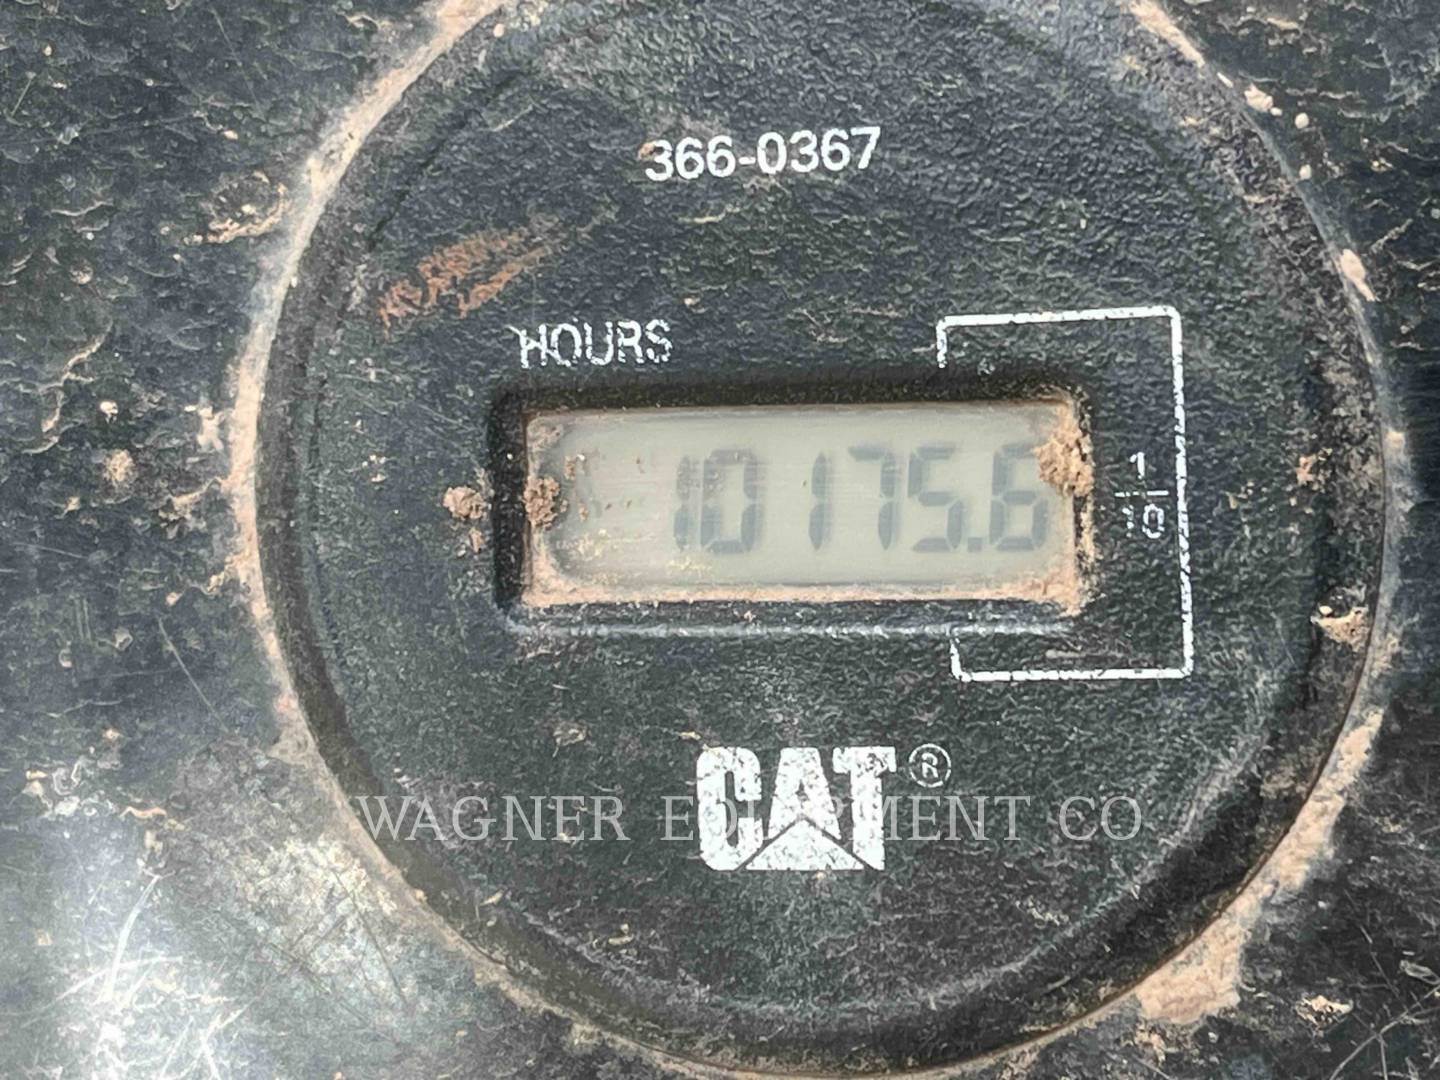 366-0367
HOURS
10175.6
1
10
CAT®
WAGNER EQUIPMENT CO